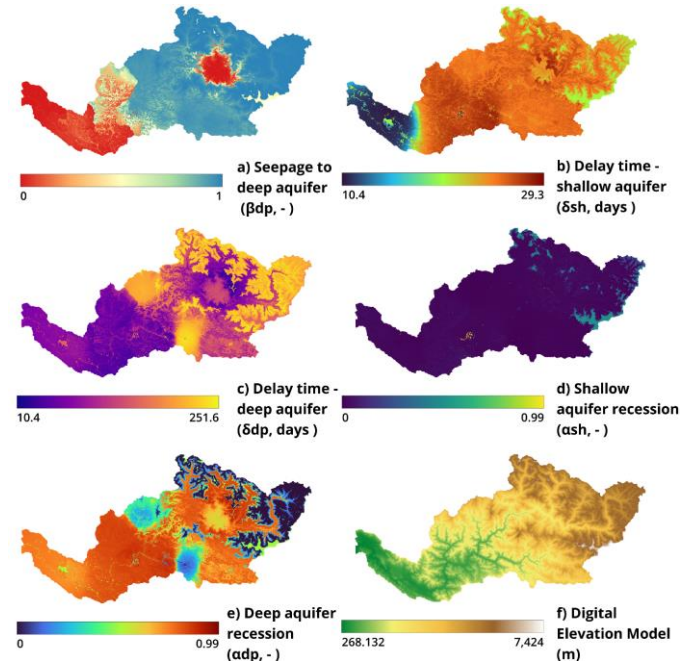 a) Seepage to
deep aquifer
(βdp, - )
0
1
b) Delay time -
shallow aquifer
(δsh, days )
10.4
29.3
c) Delay time -
deep aquifer
(δdp, days )
10.4
251.6
d) Shallow
aquifer recession
(αsh, -)
0
0.99
e) Deep aquifer
recession
(αdp, -)
0
0.99
f) Digital
Elevation Model
(m)
268.132
7,424